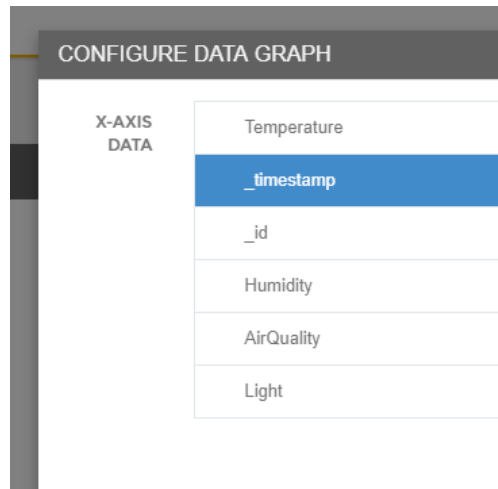 CONFIGURE DATA GRAPH
X-AXIS
DATA
Temperature
_timestamp
_id
Humidity
AirQuality
Light